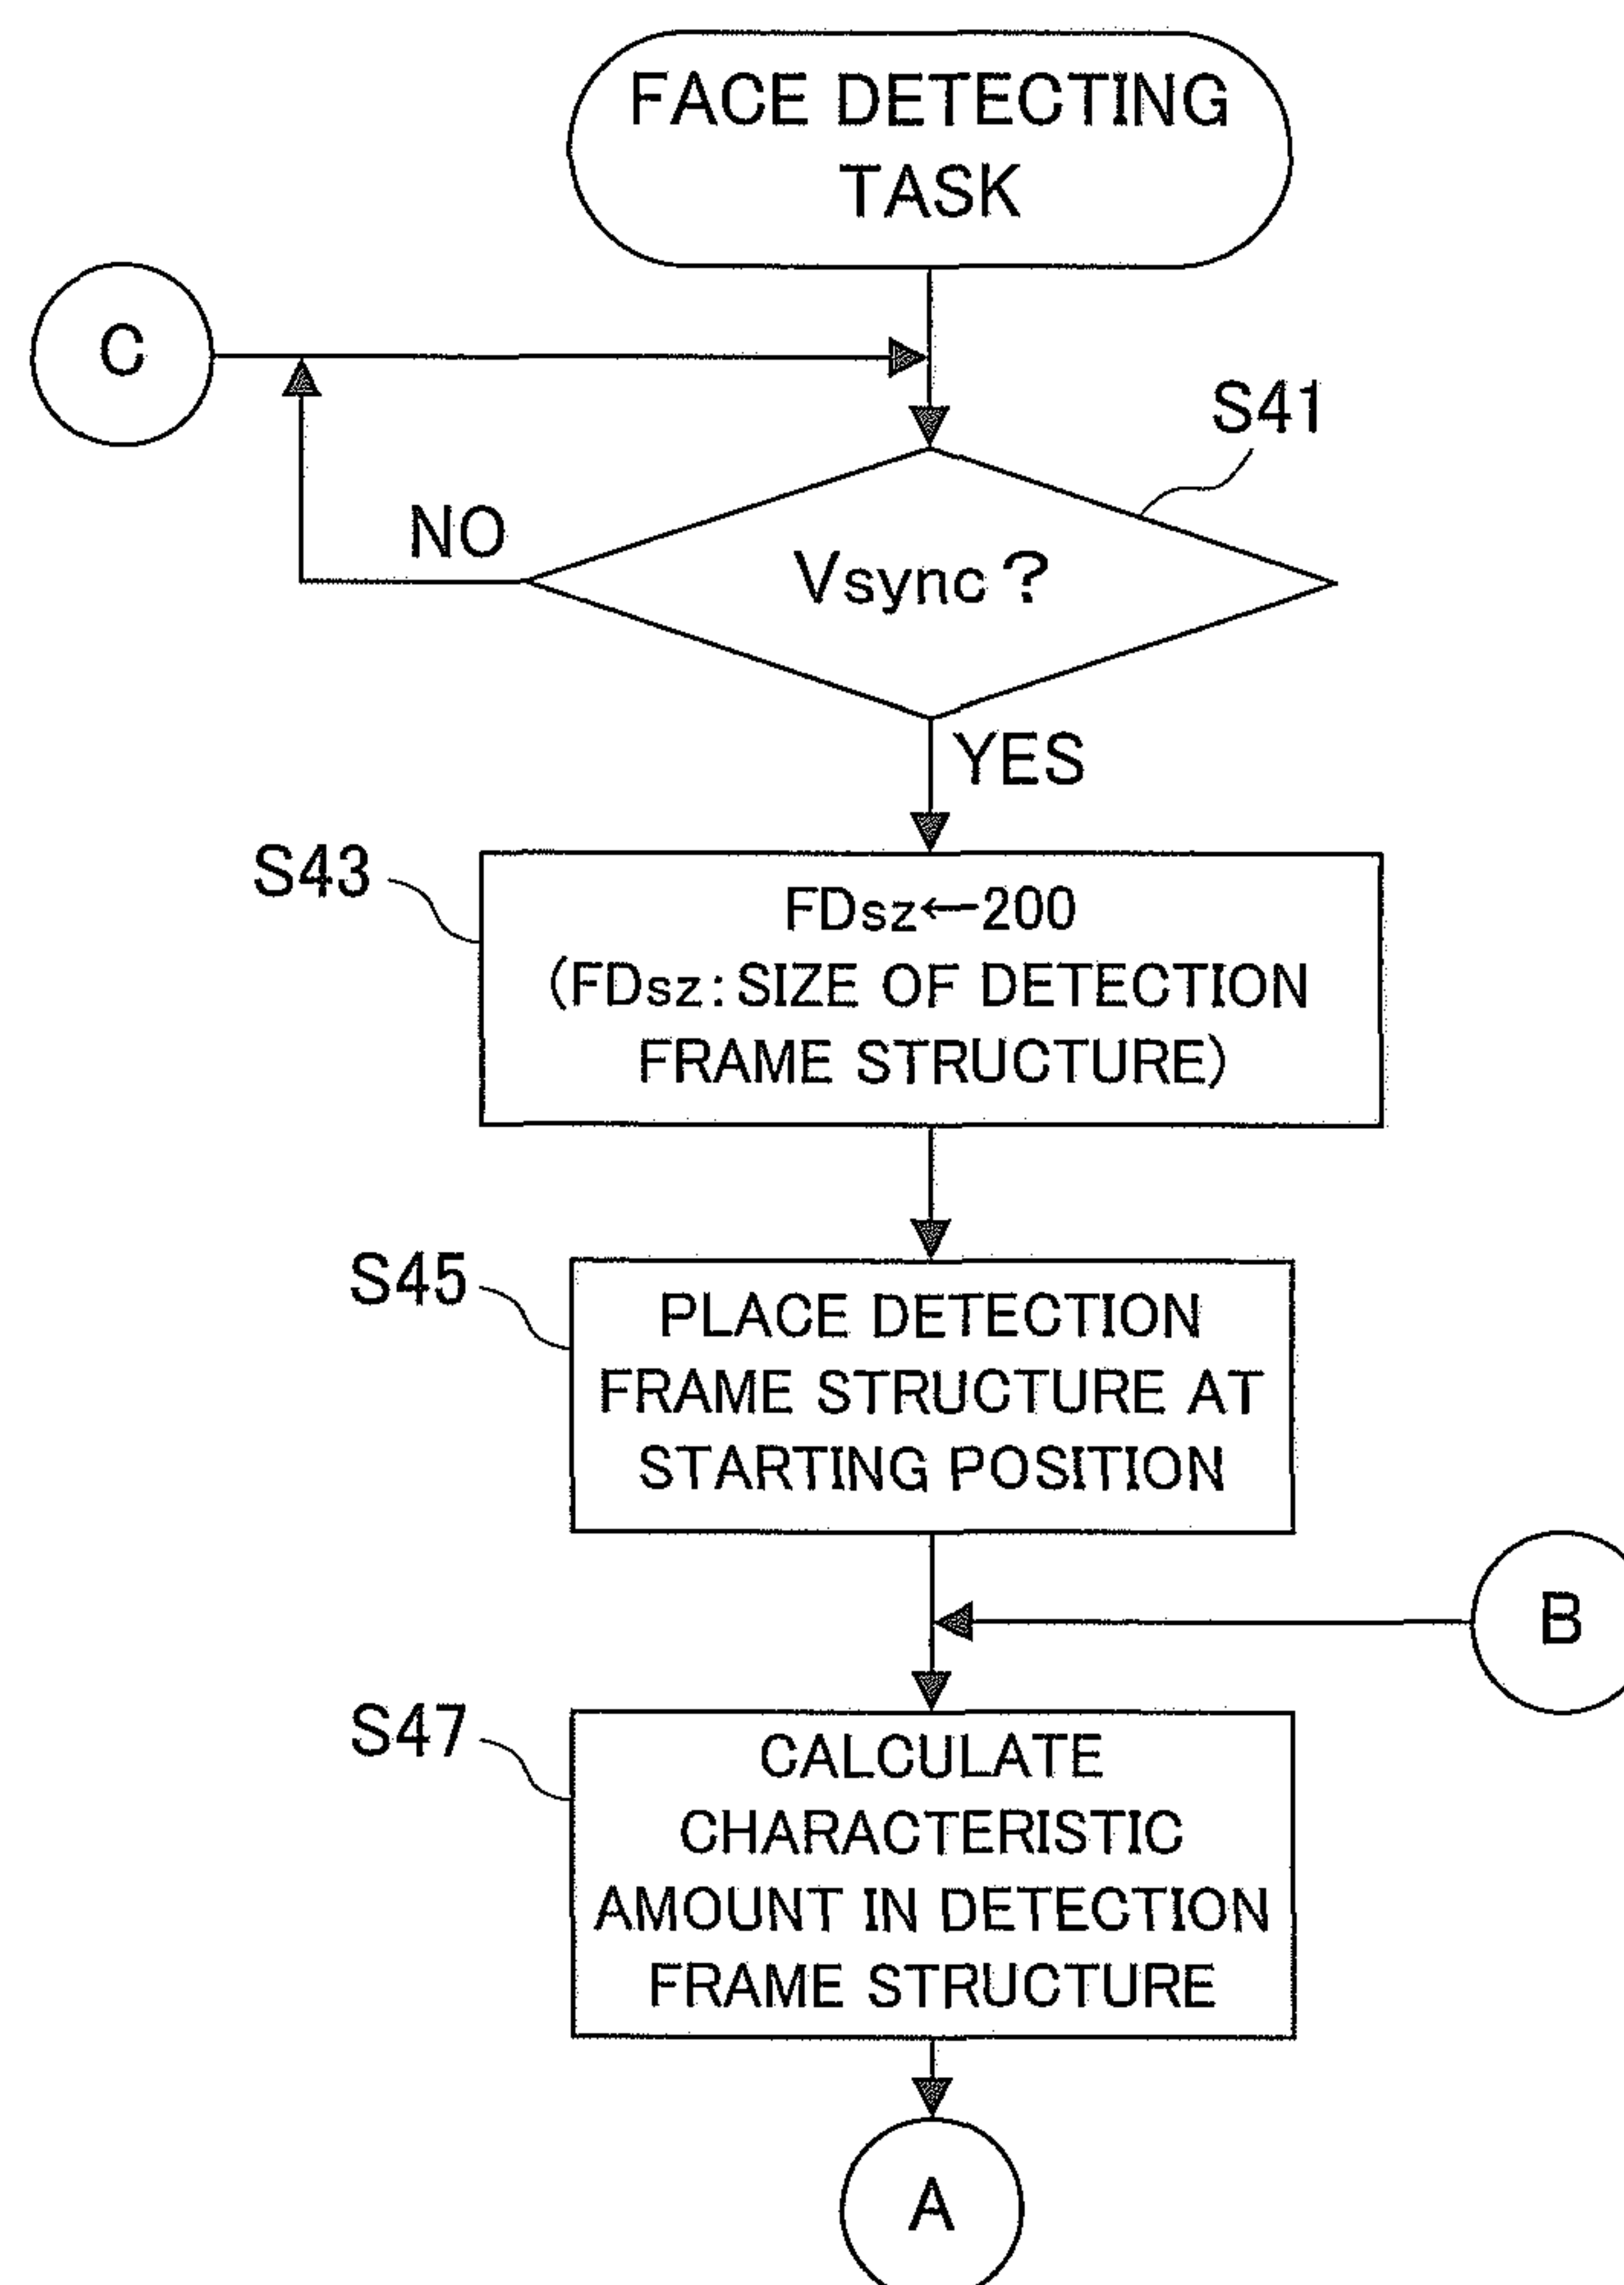 FACE DETECTING
TASK
C
S41
NO
Vsync?
YES
S43
FDsz←200
(FDsz:SIZE OF DETECTION
FRAME STRUCTURE)
S45
PLACE DETECTION
FRAME STRUCTURE AT
STARTING POSITION
B
S47
CALCULATE
CHARACTERISTIC
AMOUNT IN DETECTION
FRAME STRUCTURE
A